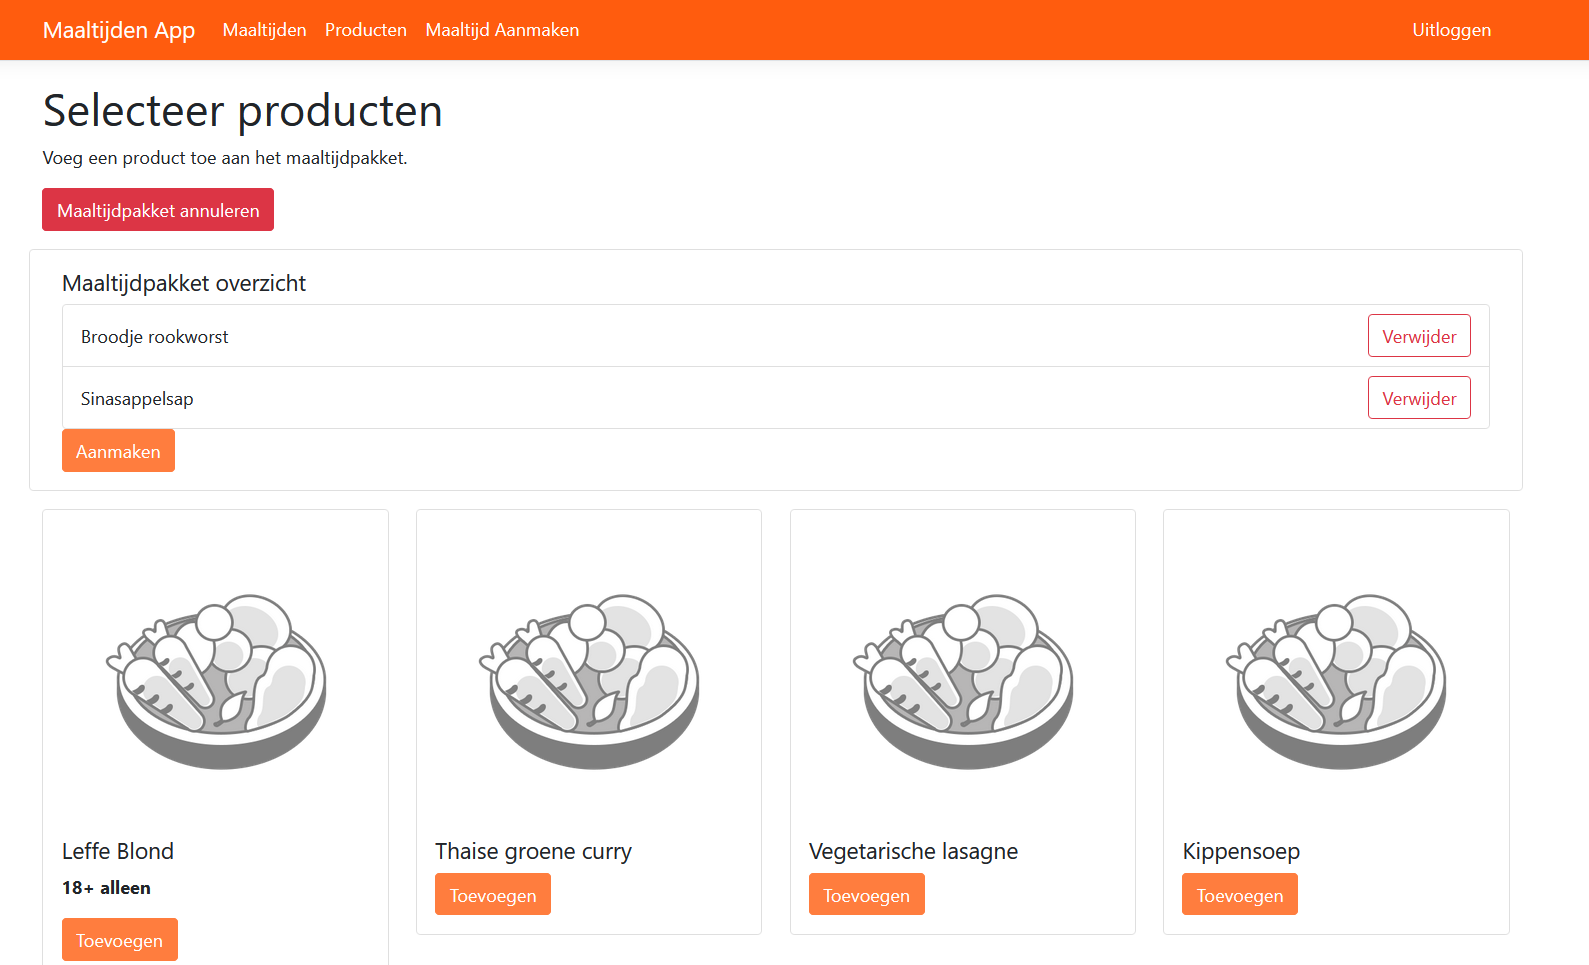 Maaltijden App Maaltijden Producten Maaltijd Aanmaken Uitloggen
Selecteer producten
Voeg een product toe aan het maaltijdpakket.
Maaltijdpakket annuleren
Maaltijdpakket overzicht
Broodje rookworst Verwijder
Sinasappelsap Verwijder
Aanmaken
Leffe Blond
18+ alleen
Toevoegen
Thaise groene curry
Toevoegen
Vegetarische lasagne
Toevoegen
Kippensoep
Toevoegen